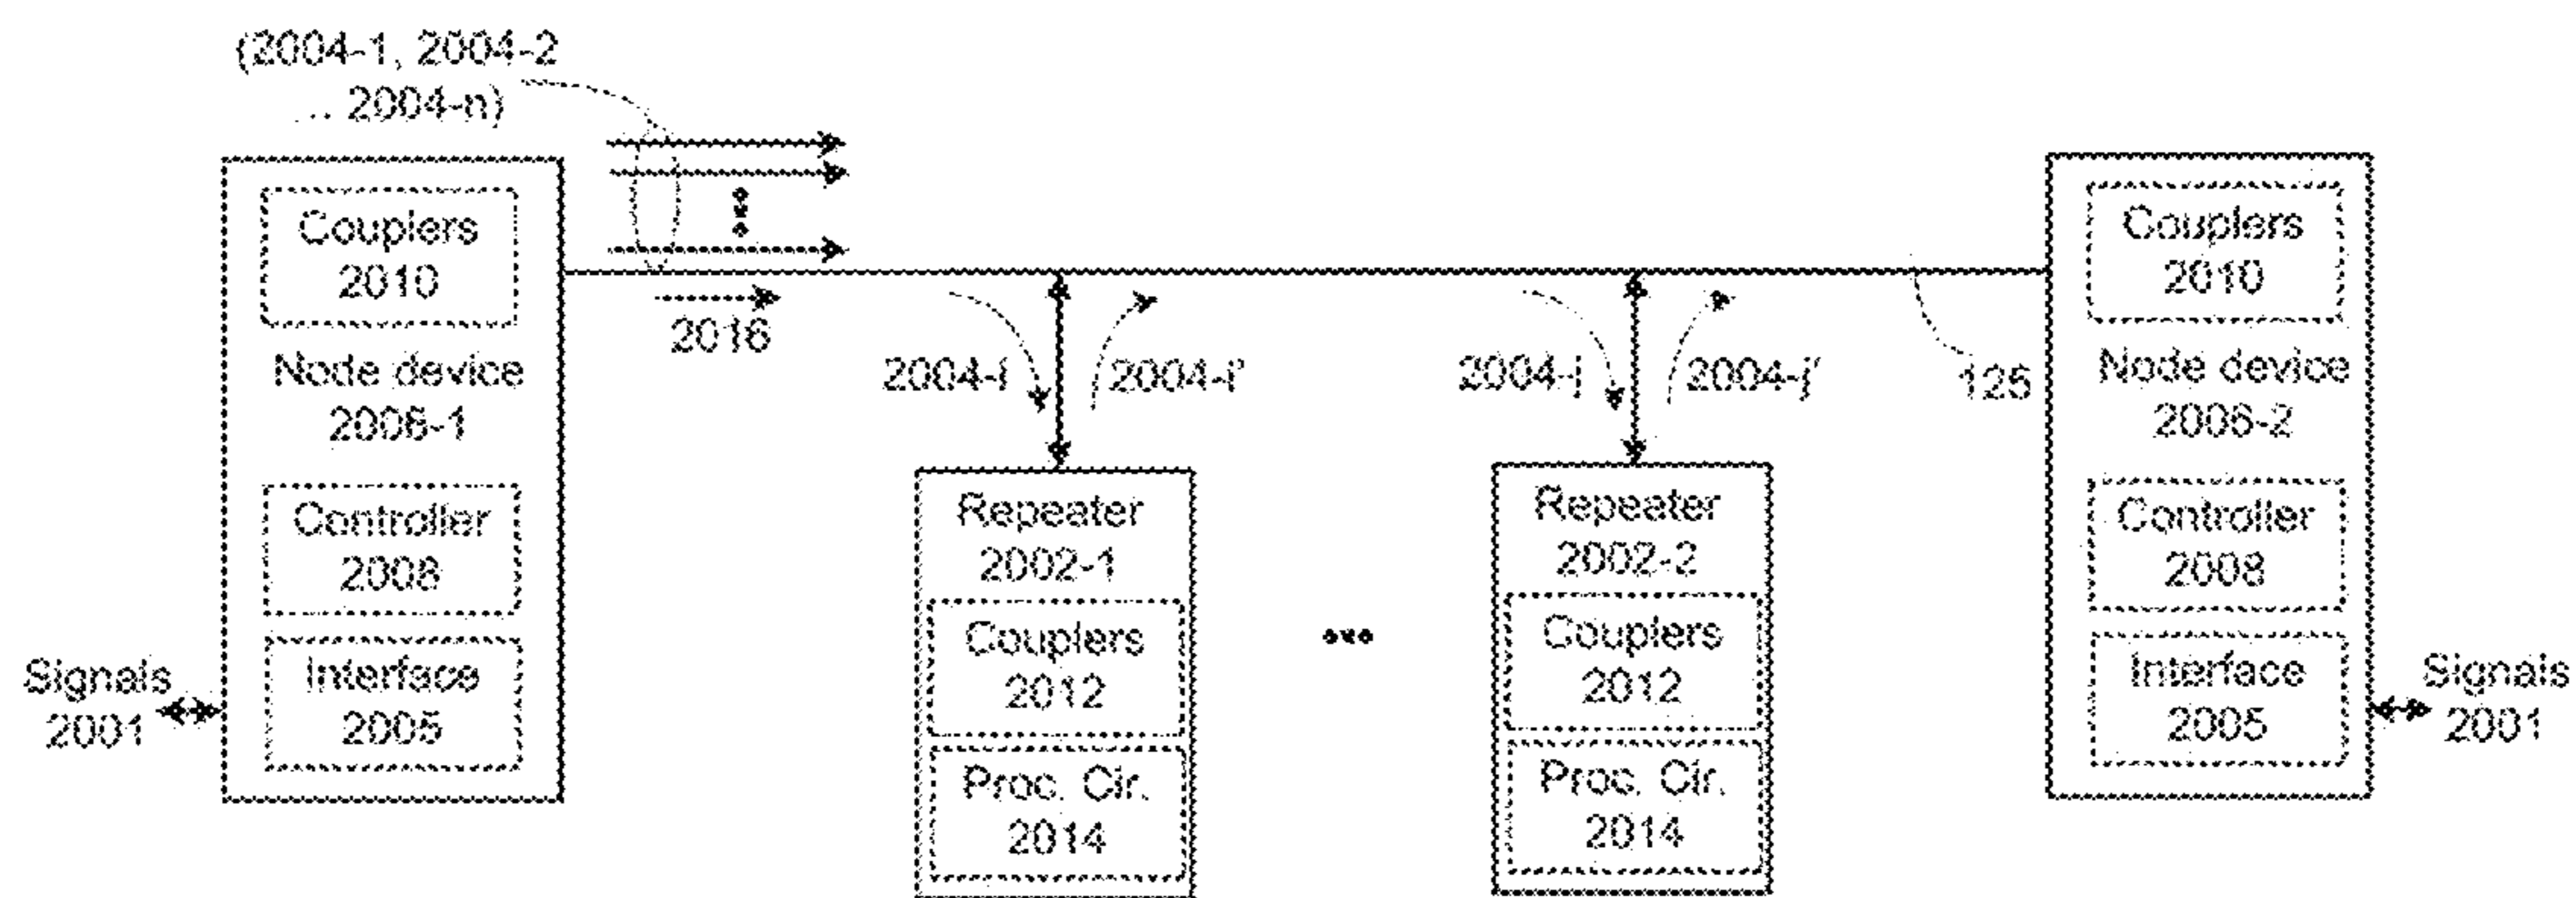 (2004-1, 2004-2
... 2004-n)
Couplers
2010
Node device
2006-1
Controller
2008
Interface
2005
Signals
2001
2016
2004-i
2004-i'
Repeater
2002-1
Couplers
2012
Proc. Cir.
2014
2004-j
2004-j'
Repeater
2002-2
Couplers
2012
Proc. Cir.
2014
125
Couplers
2010
Node device
2006-2
Controller
2008
Interface
2005
Signals
2001